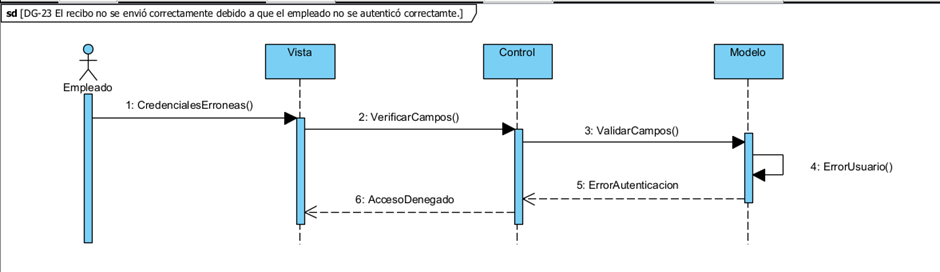 sd [DG-23 El recibo no se envió correctamente debido a que el empleado no se autenticó correctamte.]
Vista
Control
Modelo
Empleado
1: CredencialesErroneas()
2: VerificarCampos()
3: ValidarCampos()
4: ErrorUsuario()
5: ErrorAutenticacion
6: AccesoDenegado